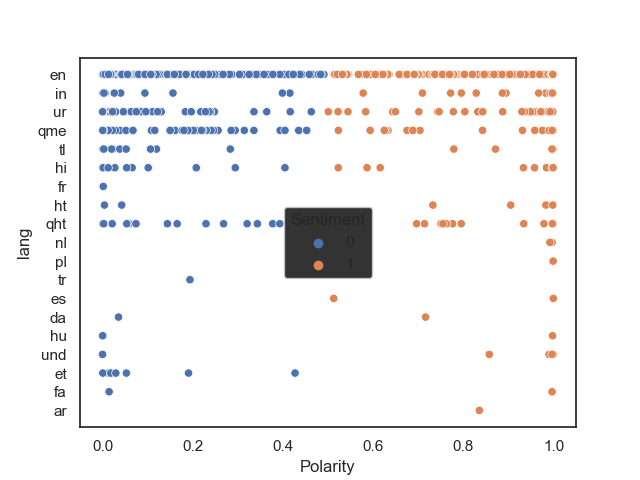 en
in
ur
qme
tl
hi
fr
ht
qht
nl
pl
tr
es
da
hu
und
et
fa
ar
lang
Sentiment
0
1
0.0 0.2 0.4 0.6 0.8 1.0
Polarity